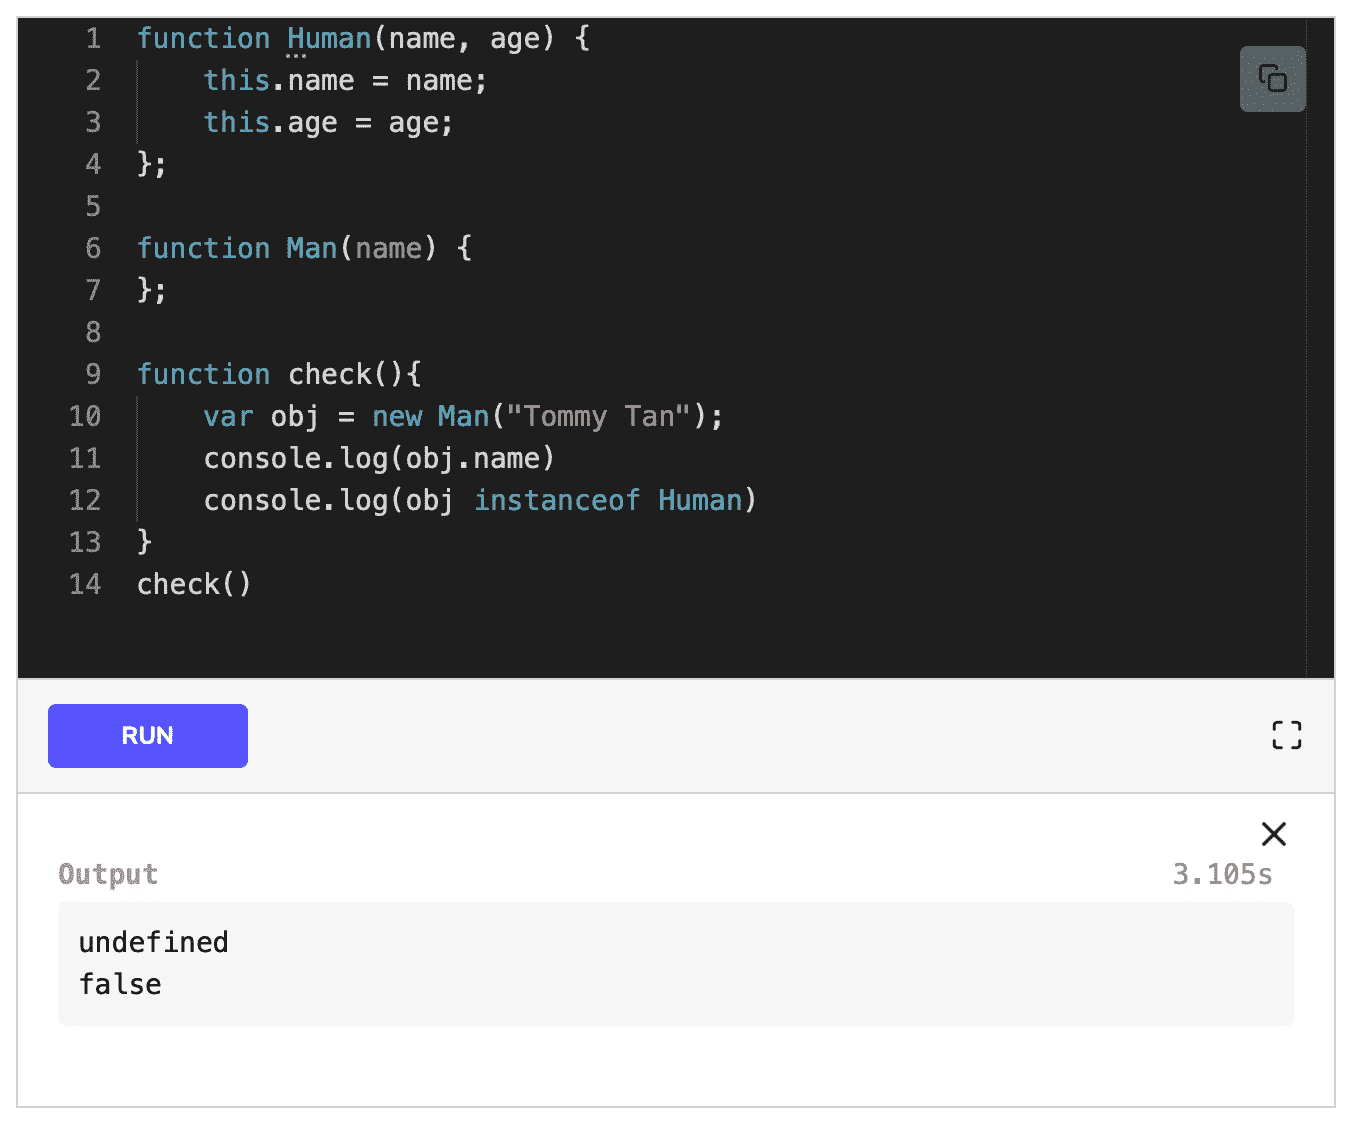 1 function Human(name, age) {
2     this.name = name;
3     this.age = age;
4 };
5
6 function Man(name) {
7 };
8
9 function check(){
10     var obj = new Man("Tommy Tan");
11     console.log(obj.name)
12     console.log(obj instanceof Human)
13 }
14 check()
RUN
Output 3.105s
undefined
false